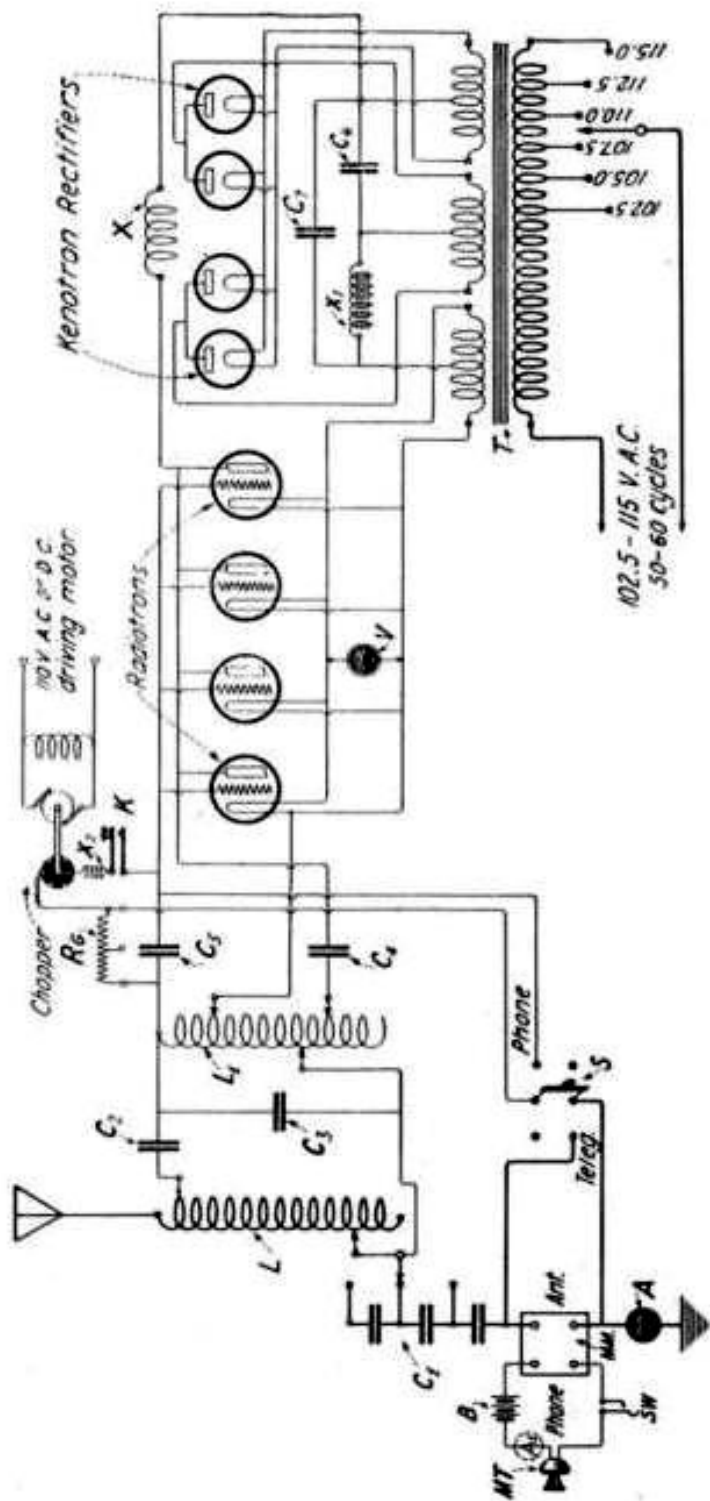 Kenotron Rectifiers
X
C7
C6
X1
T
115.0
112.5
110.0
107.5
105.0
102.5
102.5 - 115 V. A.C.
50-60 cycles
110 V A.C or D C
driving motor
Radiotrons
V
Chopper
X2
K
RG
C5
C4
L1
C2
C3
L
C1
Phone
S
Teleg.
Ant.
A
M.M.
B1
Phone
A
SW
MT